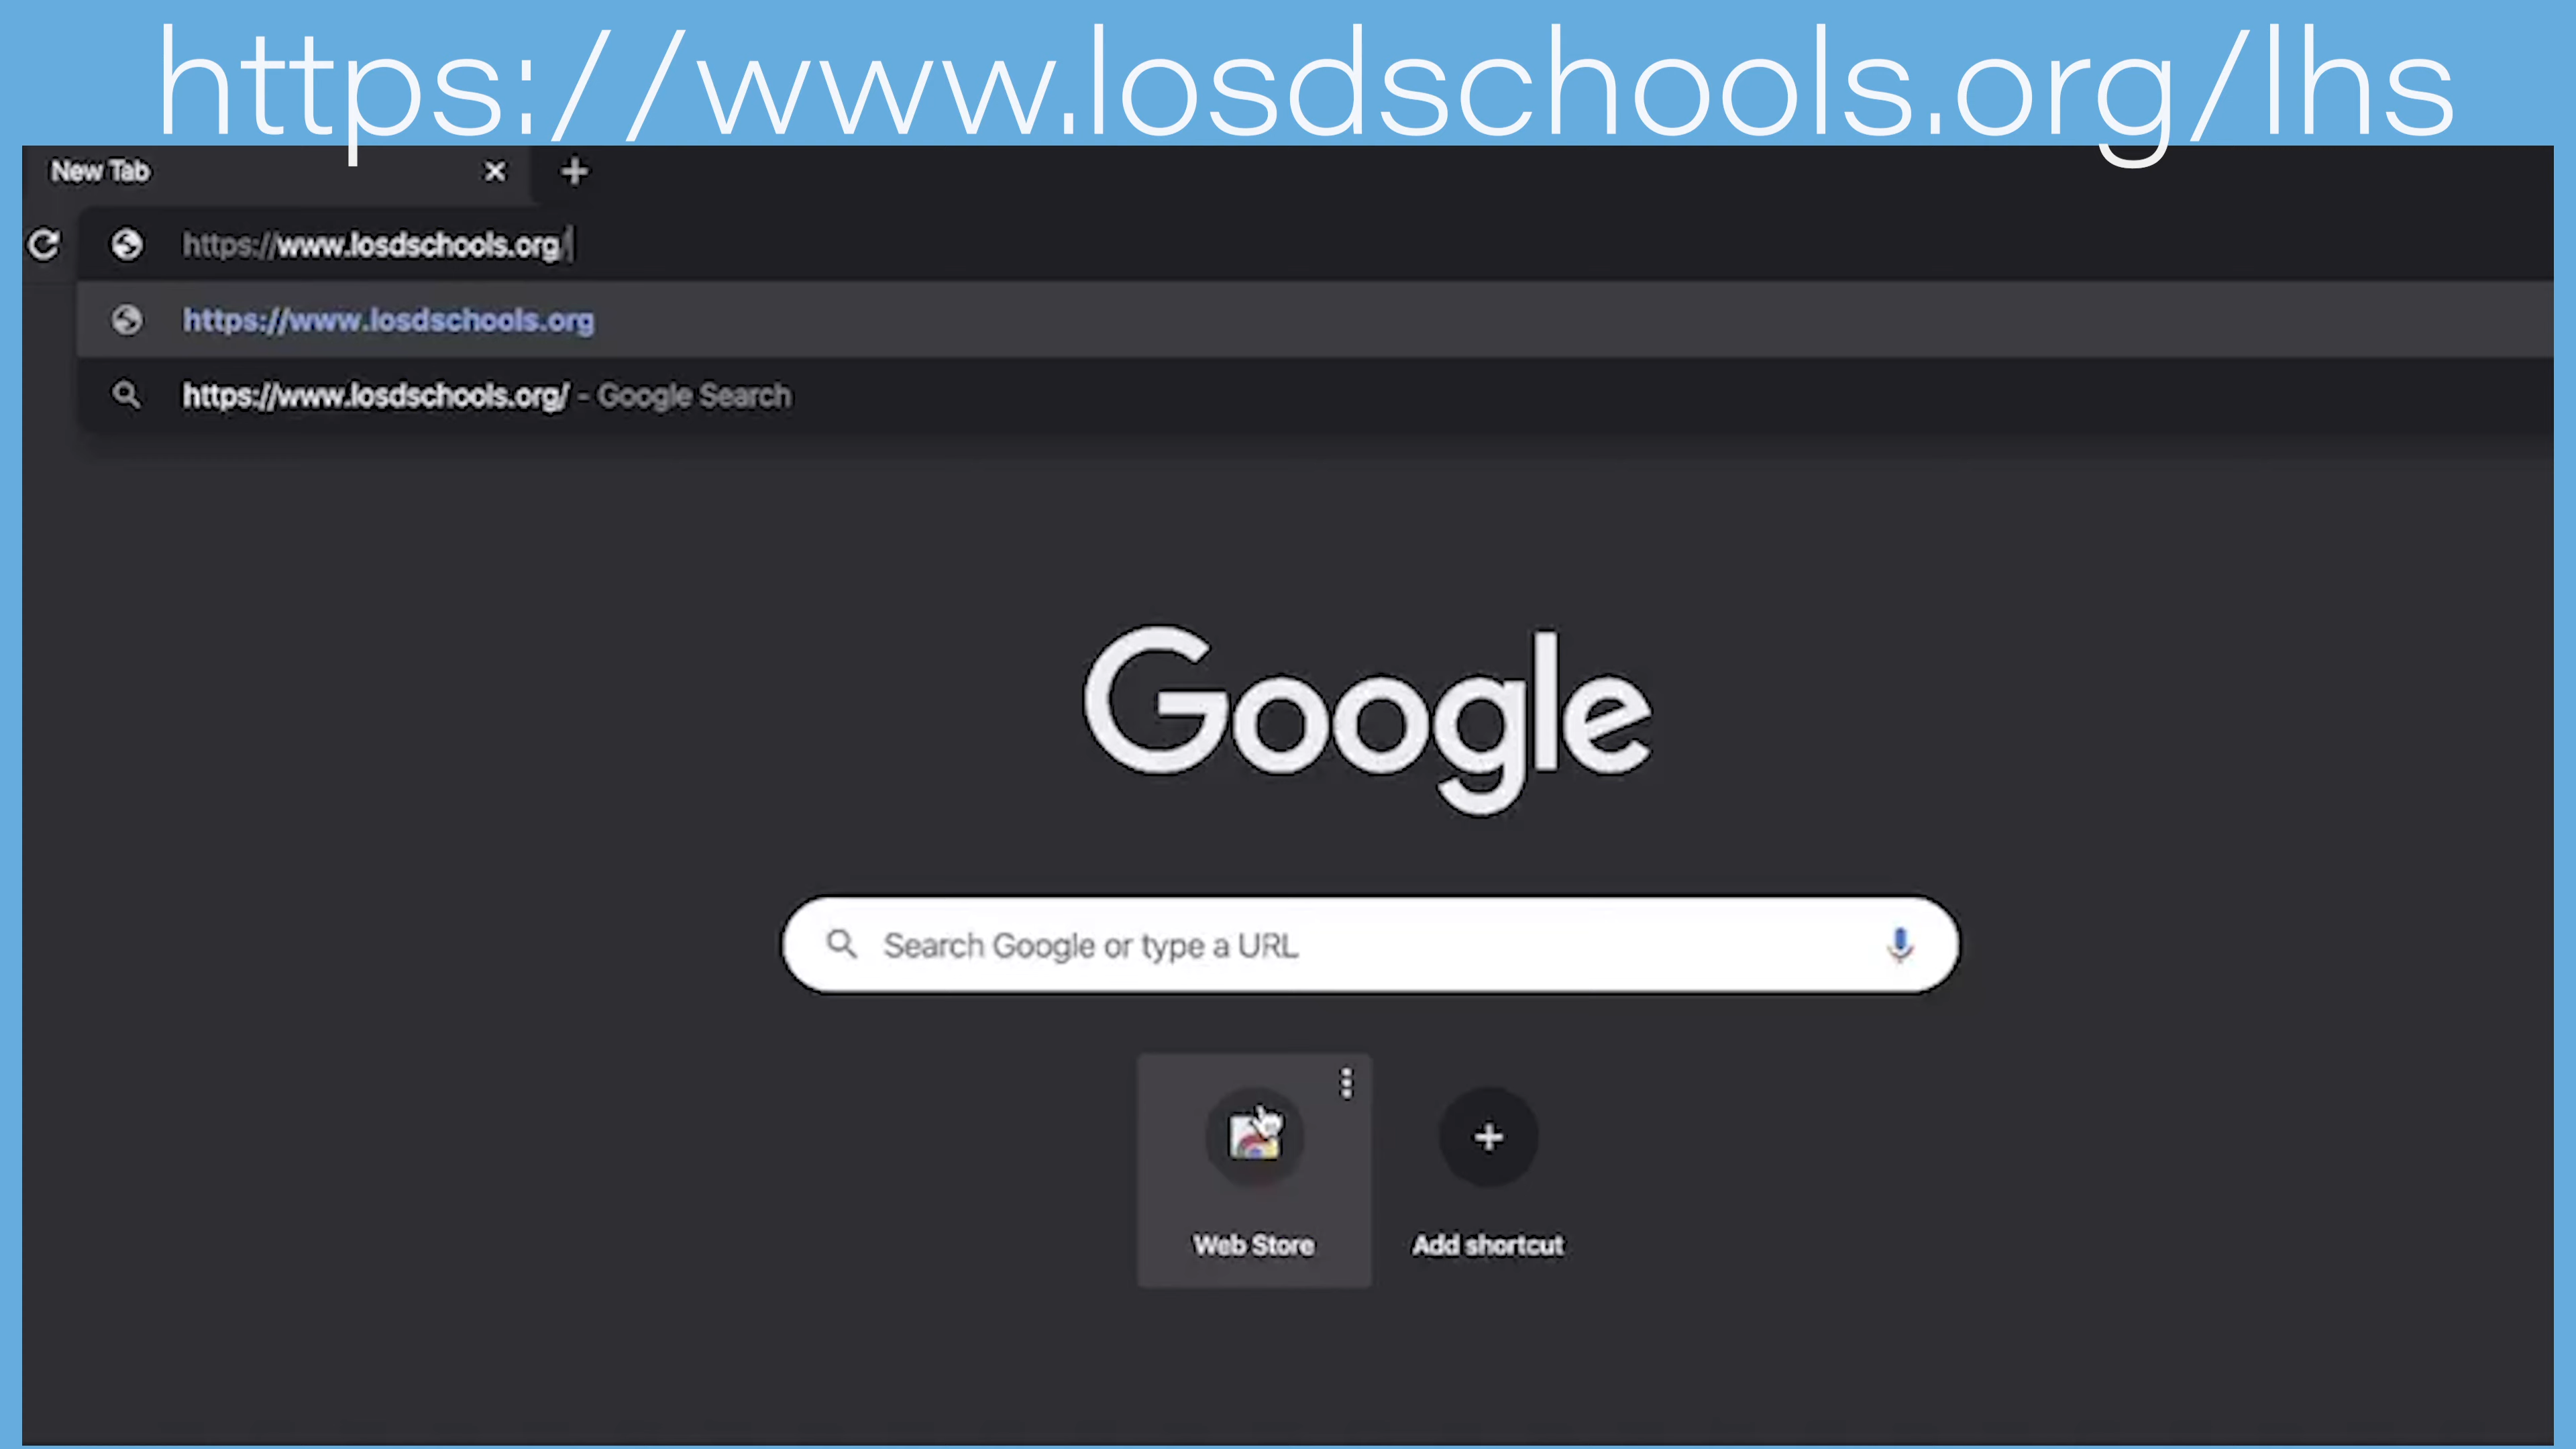 https://www.losdschools.org/lhs
New Tab
https://www.losdschools.org/
https://www.losdschools.org
https://www.losdschools.org/ - Google Search
Google
Search Google or type a URL
Web Store
Add shortcut